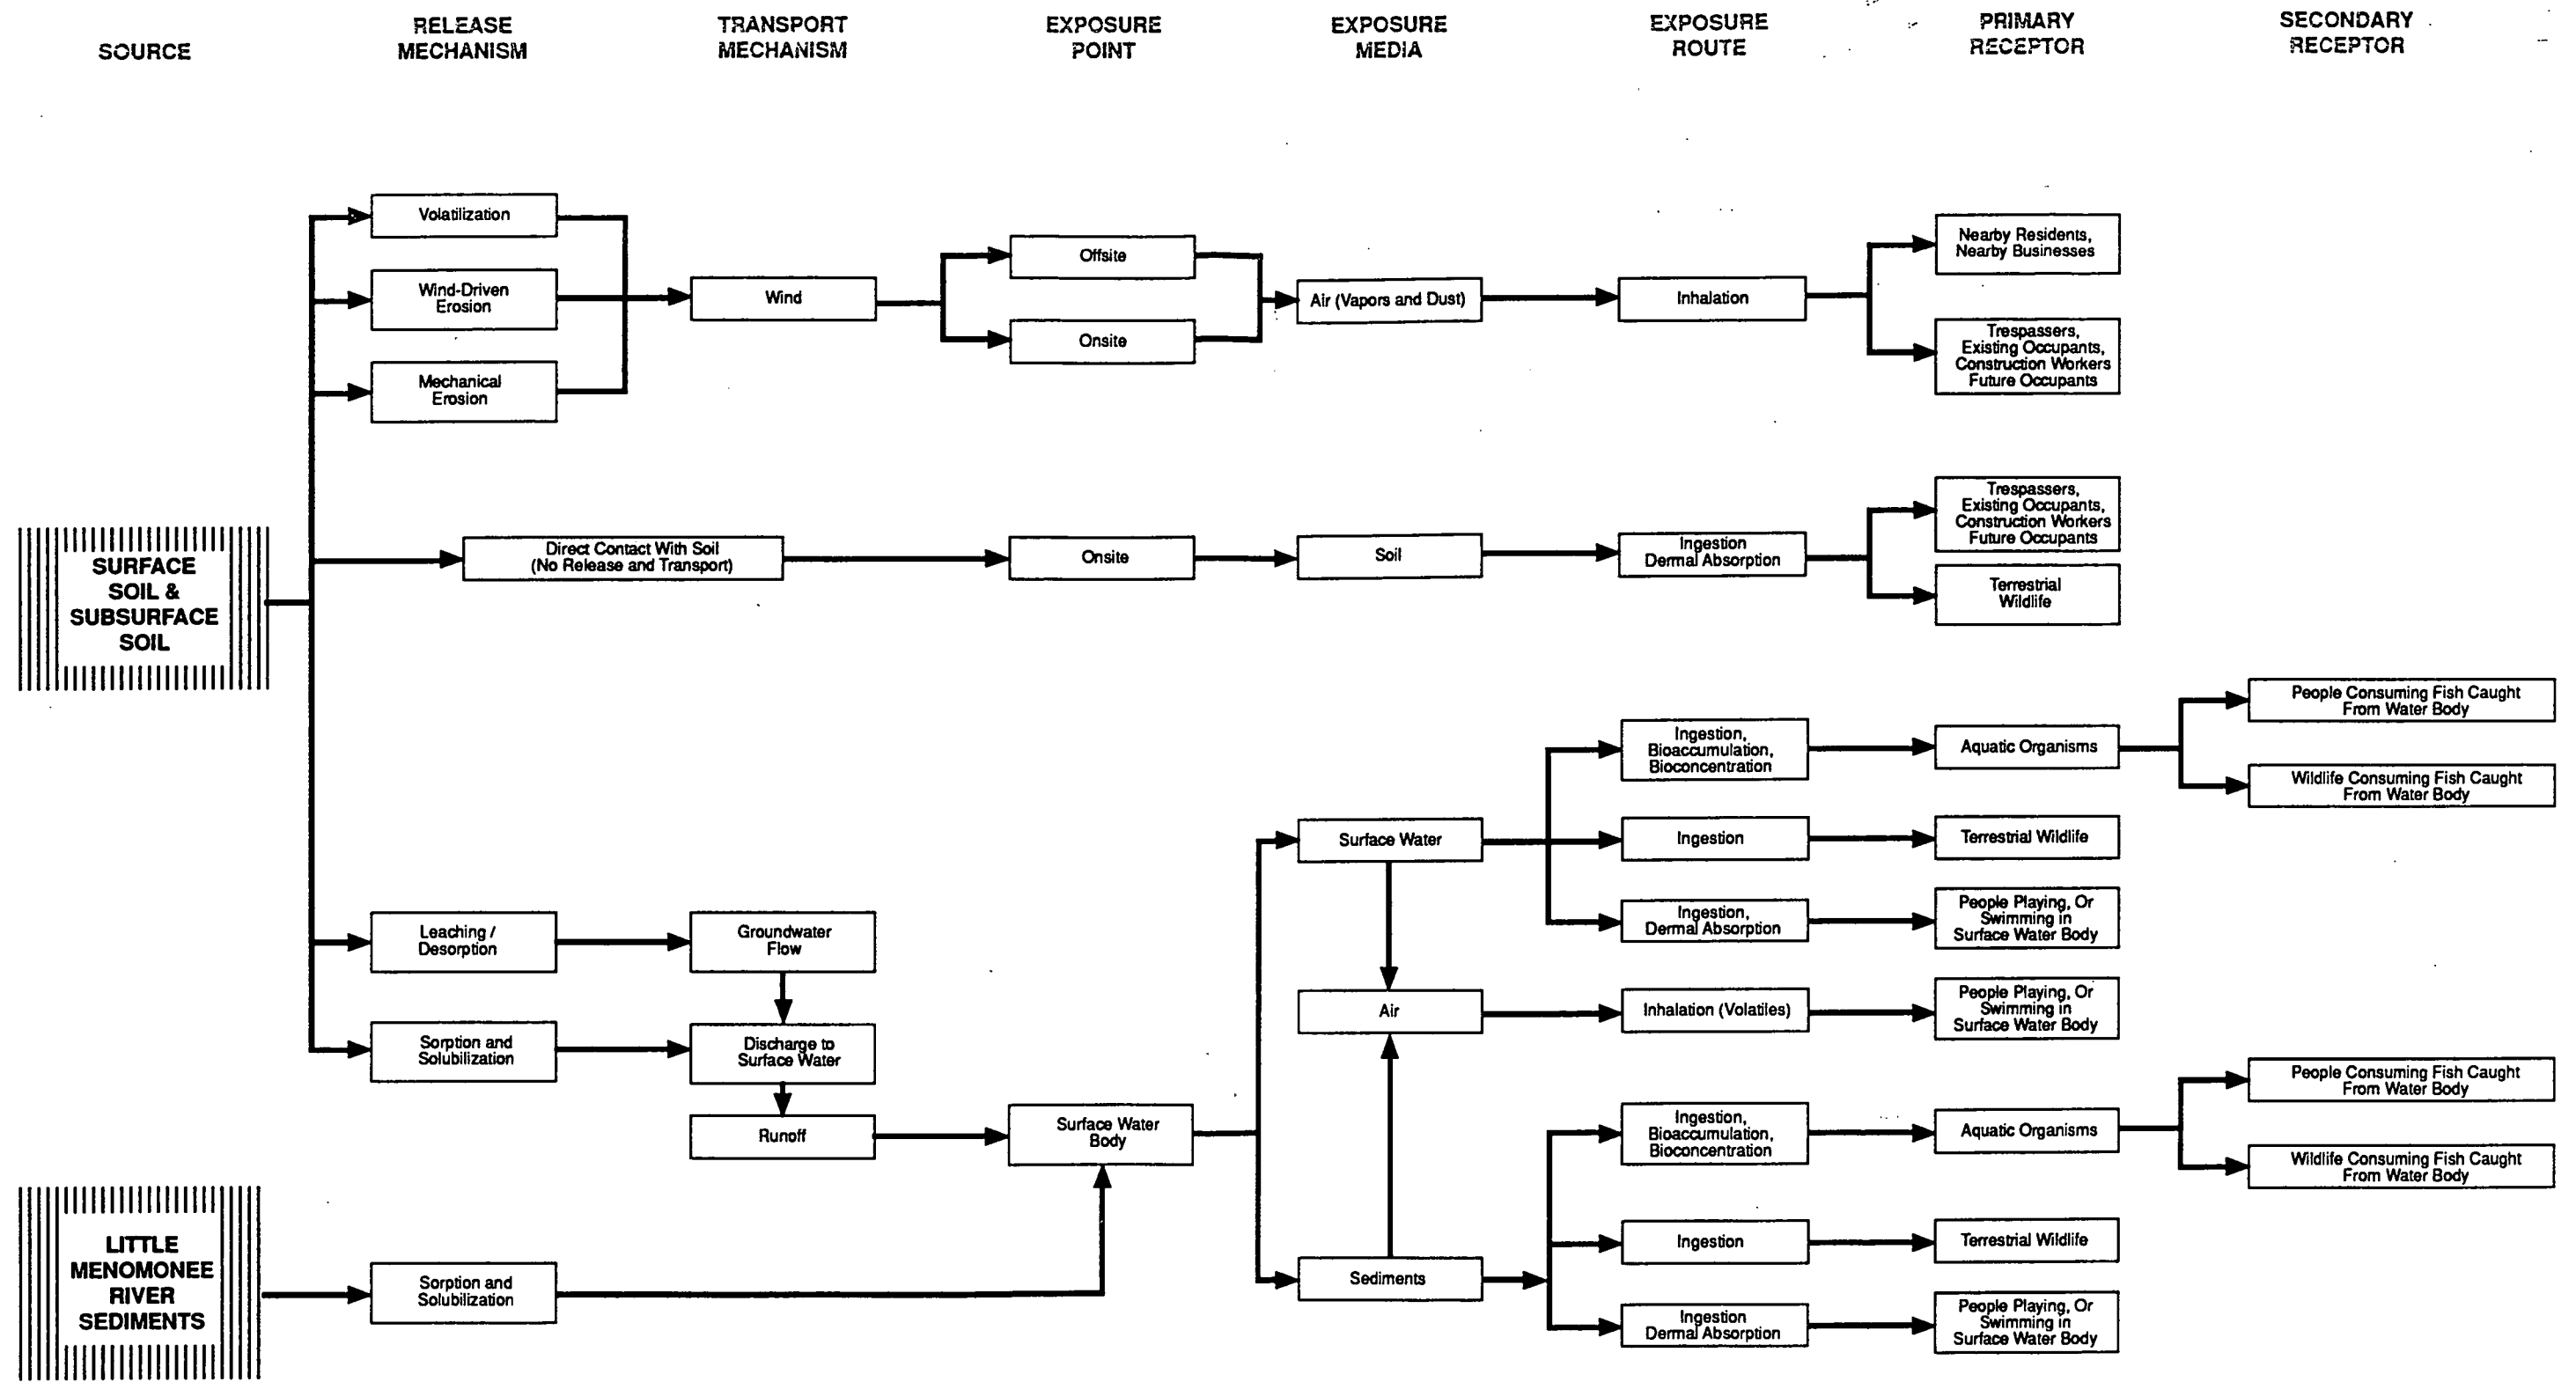 SOURCE
RELEASE
MECHANISM
TRANSPORT
MECHANISM
EXPOSURE
POINT
EXPOSURE
MEDIA
EXPOSURE
ROUTE
PRIMARY
RECEPTOR
SECONDARY
RECEPTOR
SURFACE
SOIL &
SUBSURFACE
SOIL
Volatilization
Wind-Driven
Erosion
Mechanical
Erosion
Wind
Offsite
Onsite
Air (Vapors and Dust)
Inhalation
Nearby Residents,
Nearby Businesses
Trespassers,
Existing Occupants,
Construction Workers
Future Occupants
Direct Contact With Soil
(No Release and Transport)
Onsite
Soil
Ingestion
Dermal Absorption
Trespassers,
Existing Occupants,
Construction Workers
Future Occupants
Terrestrial
Wildlife
Leaching /
Desorption
Groundwater
Flow
Sorption and
Solubilization
Discharge to
Surface Water
Runoff
Surface Water
Body
Surface Water
Ingestion,
Bioaccumulation,
Bioconcentration
Aquatic Organisms
People Consuming Fish Caught
From Water Body
Wildlife Consuming Fish Caught
From Water Body
Ingestion
Terrestrial Wildlife
Ingestion,
Dermal Absorption
People Playing, Or
Swimming in
Surface Water Body
Air
Inhalation (Volatiles)
People Playing, Or
Swimming in
Surface Water Body
LITTLE
MENOMONEE
RIVER
SEDIMENTS
Sorption and
Solubilization
Sediments
Ingestion,
Bioaccumulation,
Bioconcentration
Aquatic Organisms
People Consuming Fish Caught
From Water Body
Wildlife Consuming Fish Caught
From Water Body
Ingestion
Terrestrial Wildlife
Ingestion
Dermal Absorption
People Playing, Or
Swimming in
Surface Water Body